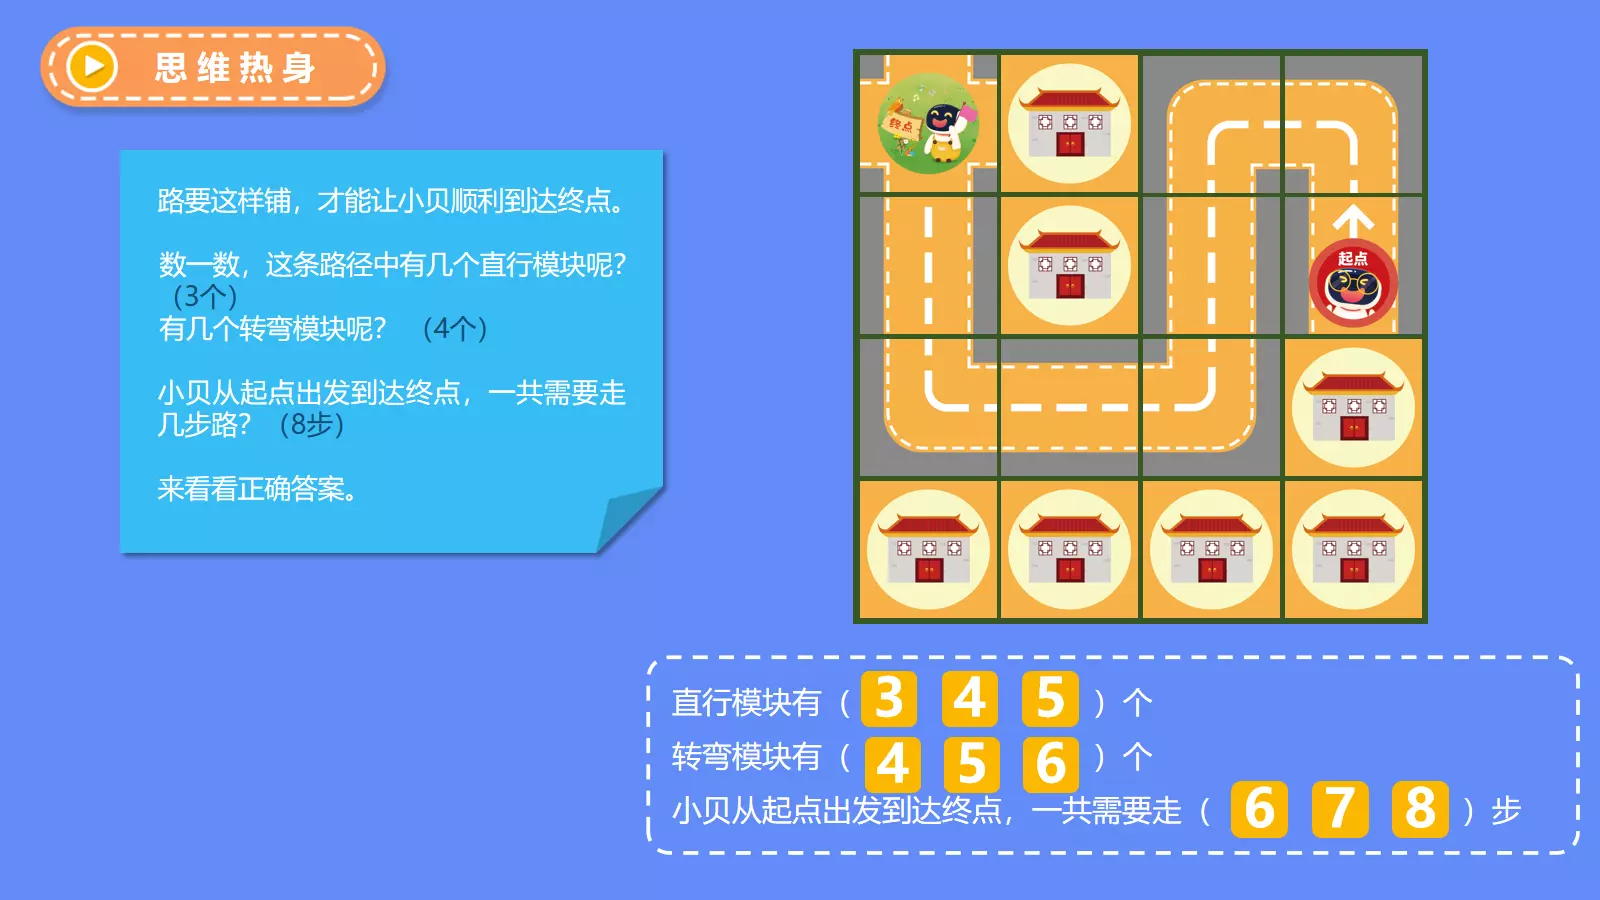 思维热身
路要这样铺，才能让小贝顺利到达终点。
数一数，这条路径中有几个直行模块呢？
（3个）
有几个转弯模块呢？ （4个）
小贝从起点出发到达终点，一共需要走
几步路？（8步）
来看看正确答案。
终点
起点
直行模块有（ 3 4 5 ）个
转弯模块有（ 4 5 6 ）个
小贝从起点出发到达终点，一共需要走（ 6 7 8 ）步